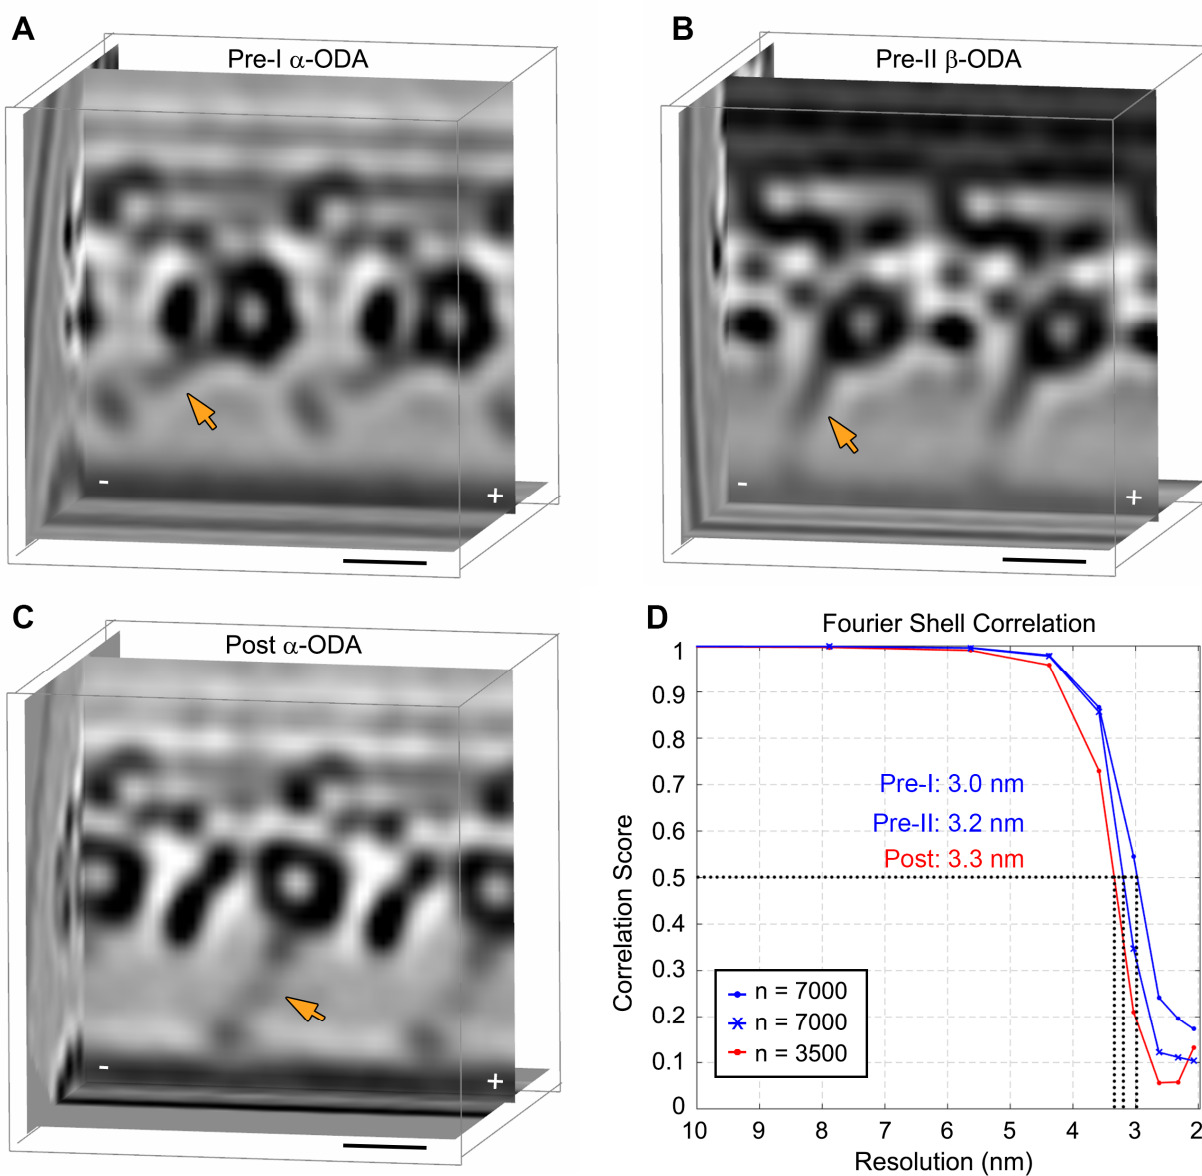 A
Pre-I α-ODA
-
+
B
Pre-II β-ODA
-
+
C
Post α-ODA
-
+
D
Fourier Shell Correlation
1
0.9
0.8
0.7
0.6
0.5
0.4
0.3
0.2
0.1
0
Correlation Score
Pre-I: 3.0 nm
Pre-II: 3.2 nm
Post: 3.3 nm
n = 7000
n = 7000
n = 3500
10 9 8 7 6 5 4 3 2
Resolution (nm)